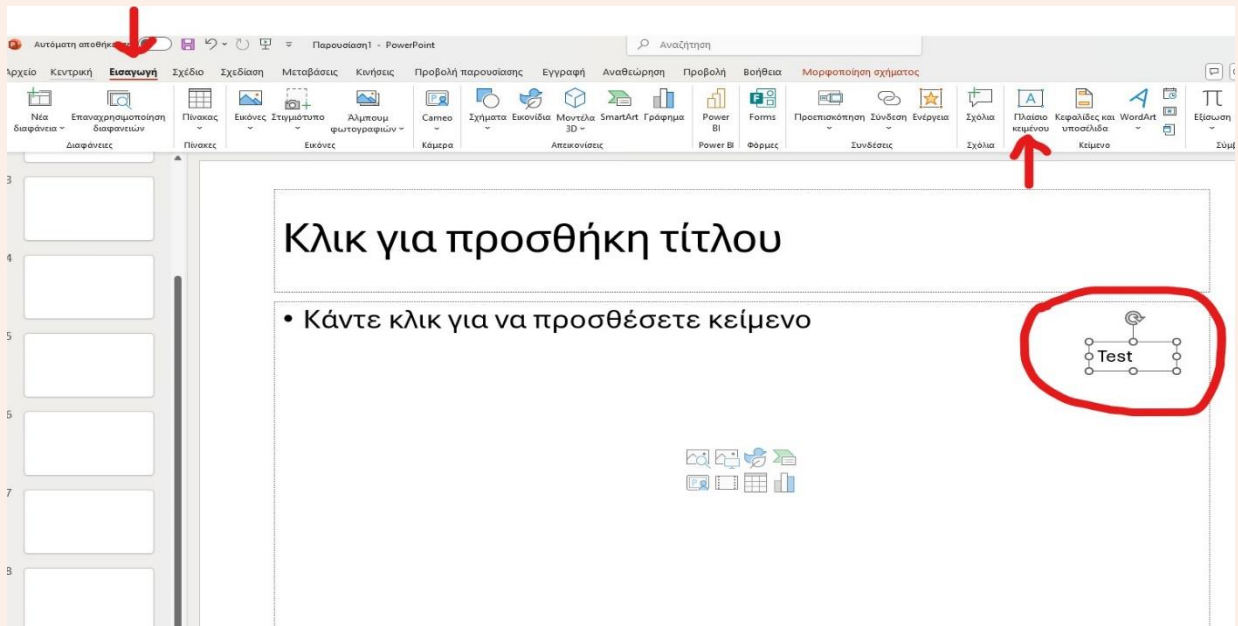 Αυτόματη αποθήκευση Παρουσίαση1 - PowerPoint Αναζήτηση
Αρχείο Κεντρική Εισαγωγή Σχέδιο Σχεδίαση Μεταβάσεις Κινήσεις Προβολή παρουσίασης Εγγραφή Αναθεώρηση Προβολή Βοήθεια Μορφοποίηση σχήματος
Νέα διαφάνεια Επαναχρησιμοποίηση διαφανειών Πίνακας Εικόνες Στιγμιότυπο Άλμπουμ φωτογραφιών Cameo Σχήματα Εικονίδια Μοντέλα 3D SmartArt Γράφημα Power BI Forms Προεπισκόπηση Σύνδεση Ενέργεια Σχόλια Πλαίσιο κειμένου Κεφαλίδες και υποσέλιδα WordArt Εξίσωση
Διαφάνειες Πίνακες Εικόνες Κάμερα Απεικονίσεις Power BI Φόρμες Συνδέσεις Σχόλια Κείμενο
3
4
5
6
7
8
Κλικ για προσθήκη τίτλου
• Κάντε κλικ για να προσθέσετε κείμενο
Test